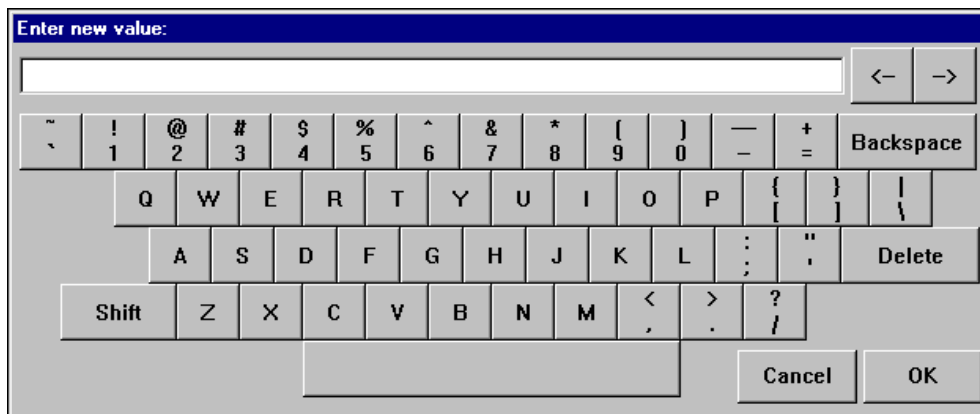 Enter new value:
<- ->
~ ! @ # $ % ^ & * ( ) — +
` 1 2 3 4 5 6 7 8 9 0 – = Backspace
Q W E R T Y U I O P { } |
[ ] \
A S D F G H J K L : " Delete
; '
Shift Z X C V B N M < > ?
, . /
Cancel OK